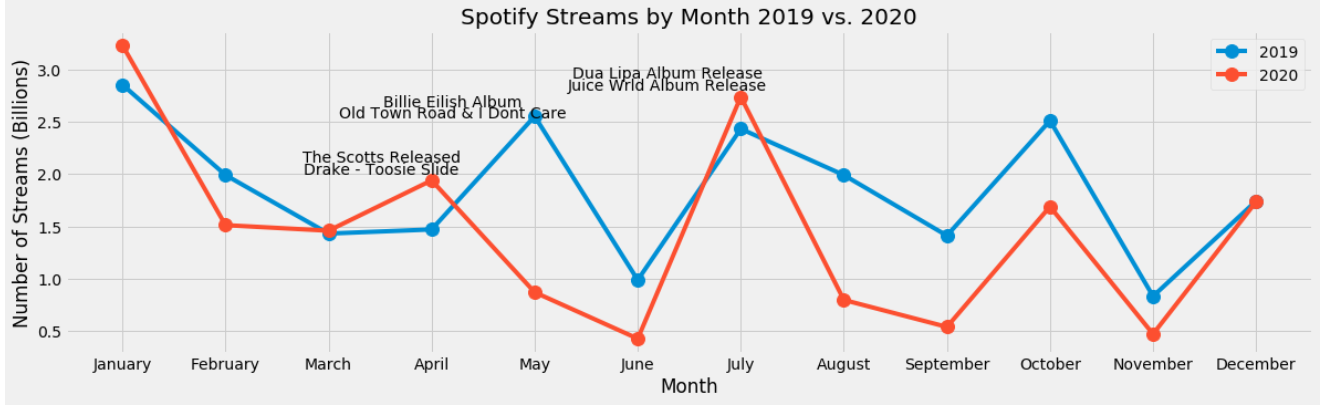 Spotify Streams by Month 2019 vs. 2020
Number of Streams (Billions)
3.0
2.5
2.0
1.5
1.0
0.5
2019
2020
Dua Lipa Album Release
Juice Wrld Album Release
Billie Eilish Album
Old Town Road & I Dont Care
The Scotts Released
Drake - Toosie Slide
January February March April May June July August September October November December
Month